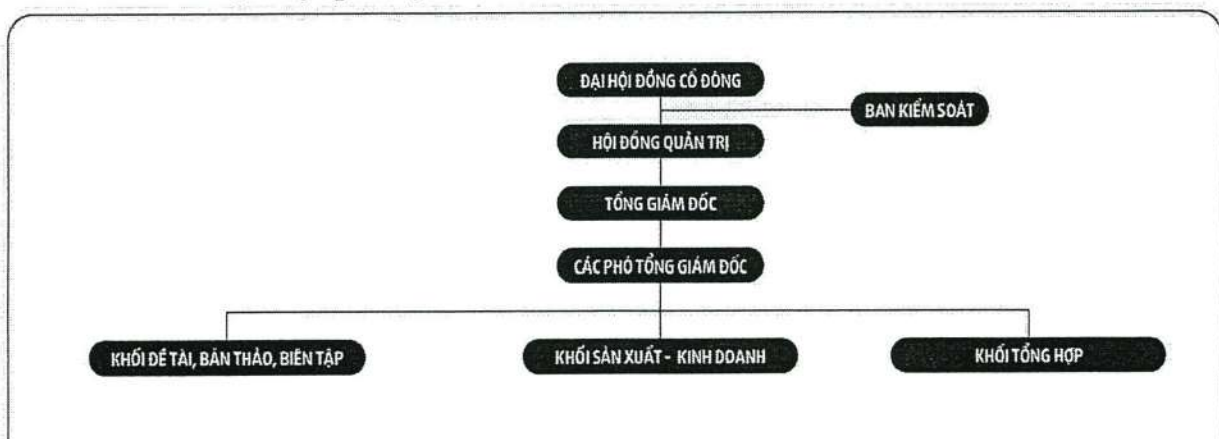 ĐẠI HỘI ĐỒNG CỔ ĐÔNG
BAN KIỂM SOÁT
HỘI ĐỒNG QUẢN TRỊ
TỔNG GIÁM ĐỐC
CÁC PHÓ TỔNG GIÁM ĐỐC
KHỐI ĐỀ TÀI, BẢN THẢO, BIÊN TẬP
KHỐI SẢN XUẤT - KINH DOANH
KHỐI TỔNG HỢP